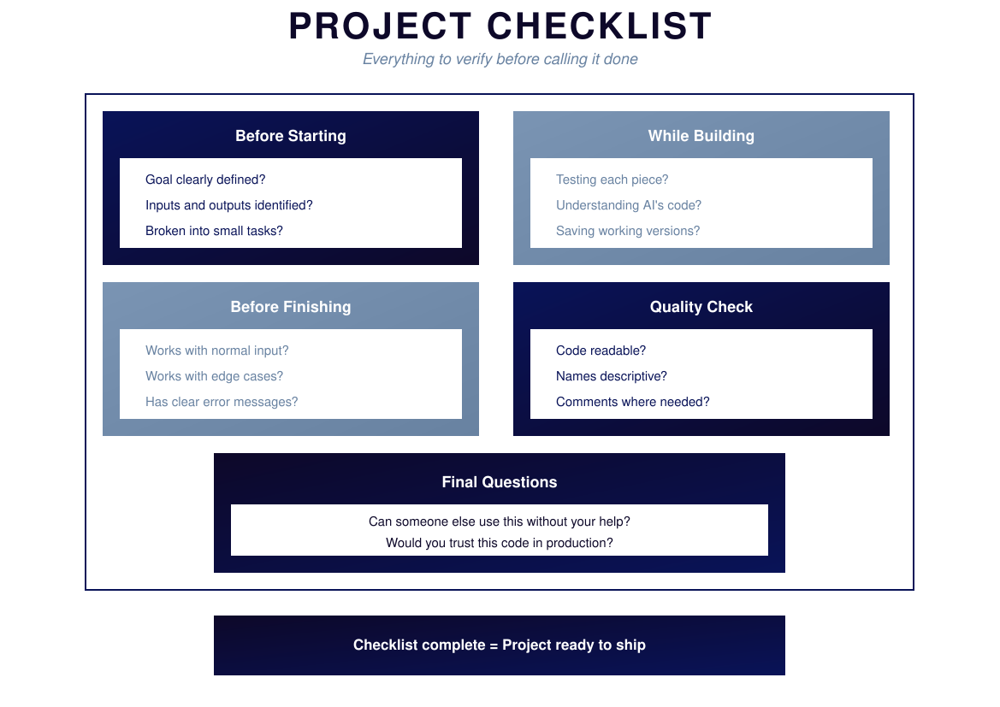 PROJECT CHECKLIST
Everything to verify before calling it done
Before Starting
Goal clearly defined?
Inputs and outputs identified?
Broken into small tasks?
While Building
Testing each piece?
Understanding AI's code?
Saving working versions?
Before Finishing
Works with normal input?
Works with edge cases?
Has clear error messages?
Quality Check
Code readable?
Names descriptive?
Comments where needed?
Final Questions
Can someone else use this without your help?
Would you trust this code in production?
Checklist complete = Project ready to ship